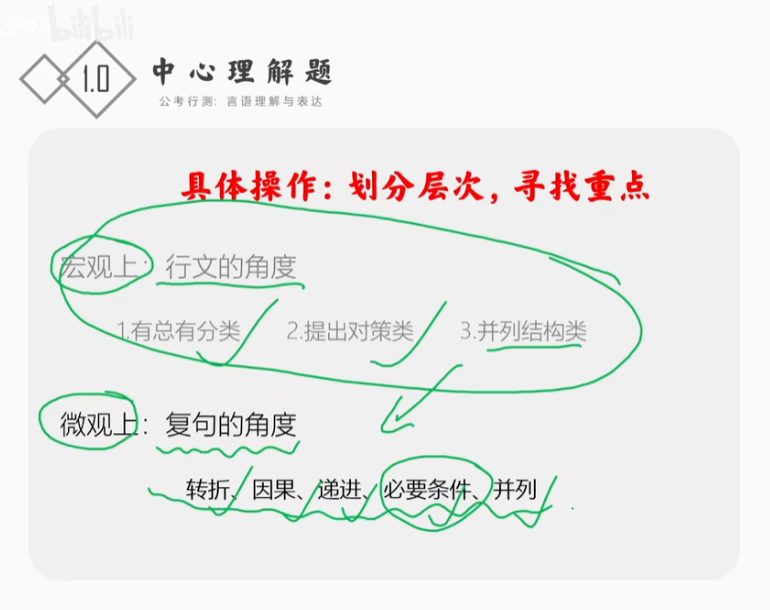 bilibili
1.0
中心理解题
公考行测：言语理解与表达
具体操作：划分层次，寻找重点
宏观上：行文的角度
1.有总有分类 2.提出对策类 3.并列结构类
微观上：复句的角度
转折、因果、递进、必要条件、并列